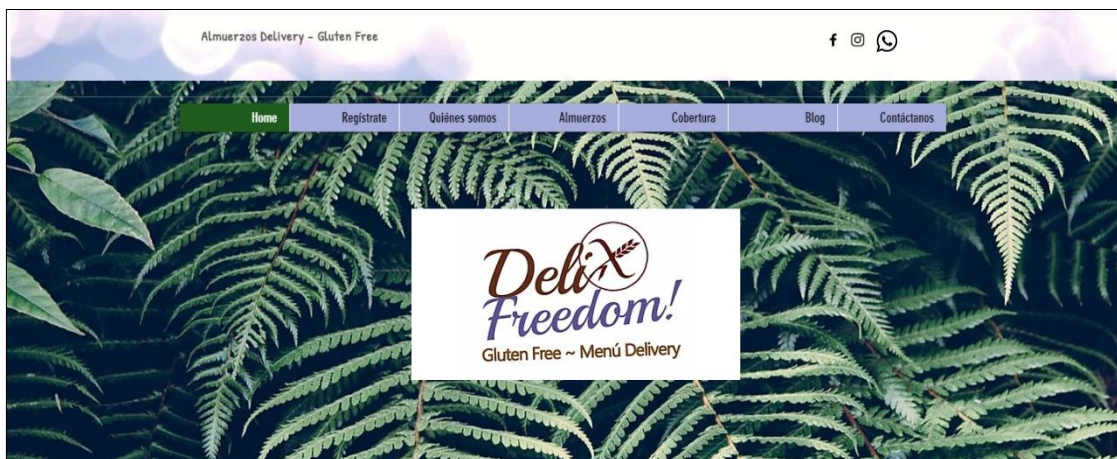 Almuerzos Delivery - Gluten Free
Home Regístrate Quiénes somos Almuerzos Cobertura Blog Contáctanos
Deli
Freedom!
Gluten Free ~ Menú Delivery